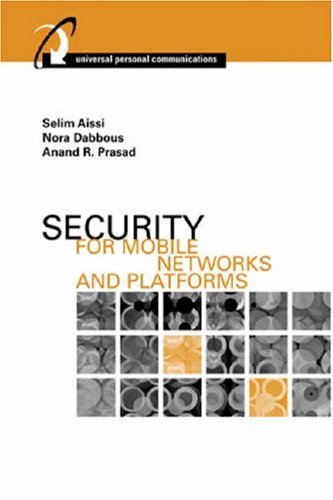 universal personal communications
Selim Aissi
Nora Dabbous
Anand R. Prasad
SECURITY
FOR MOBILE
NETWORKS
AND PLATFORMS